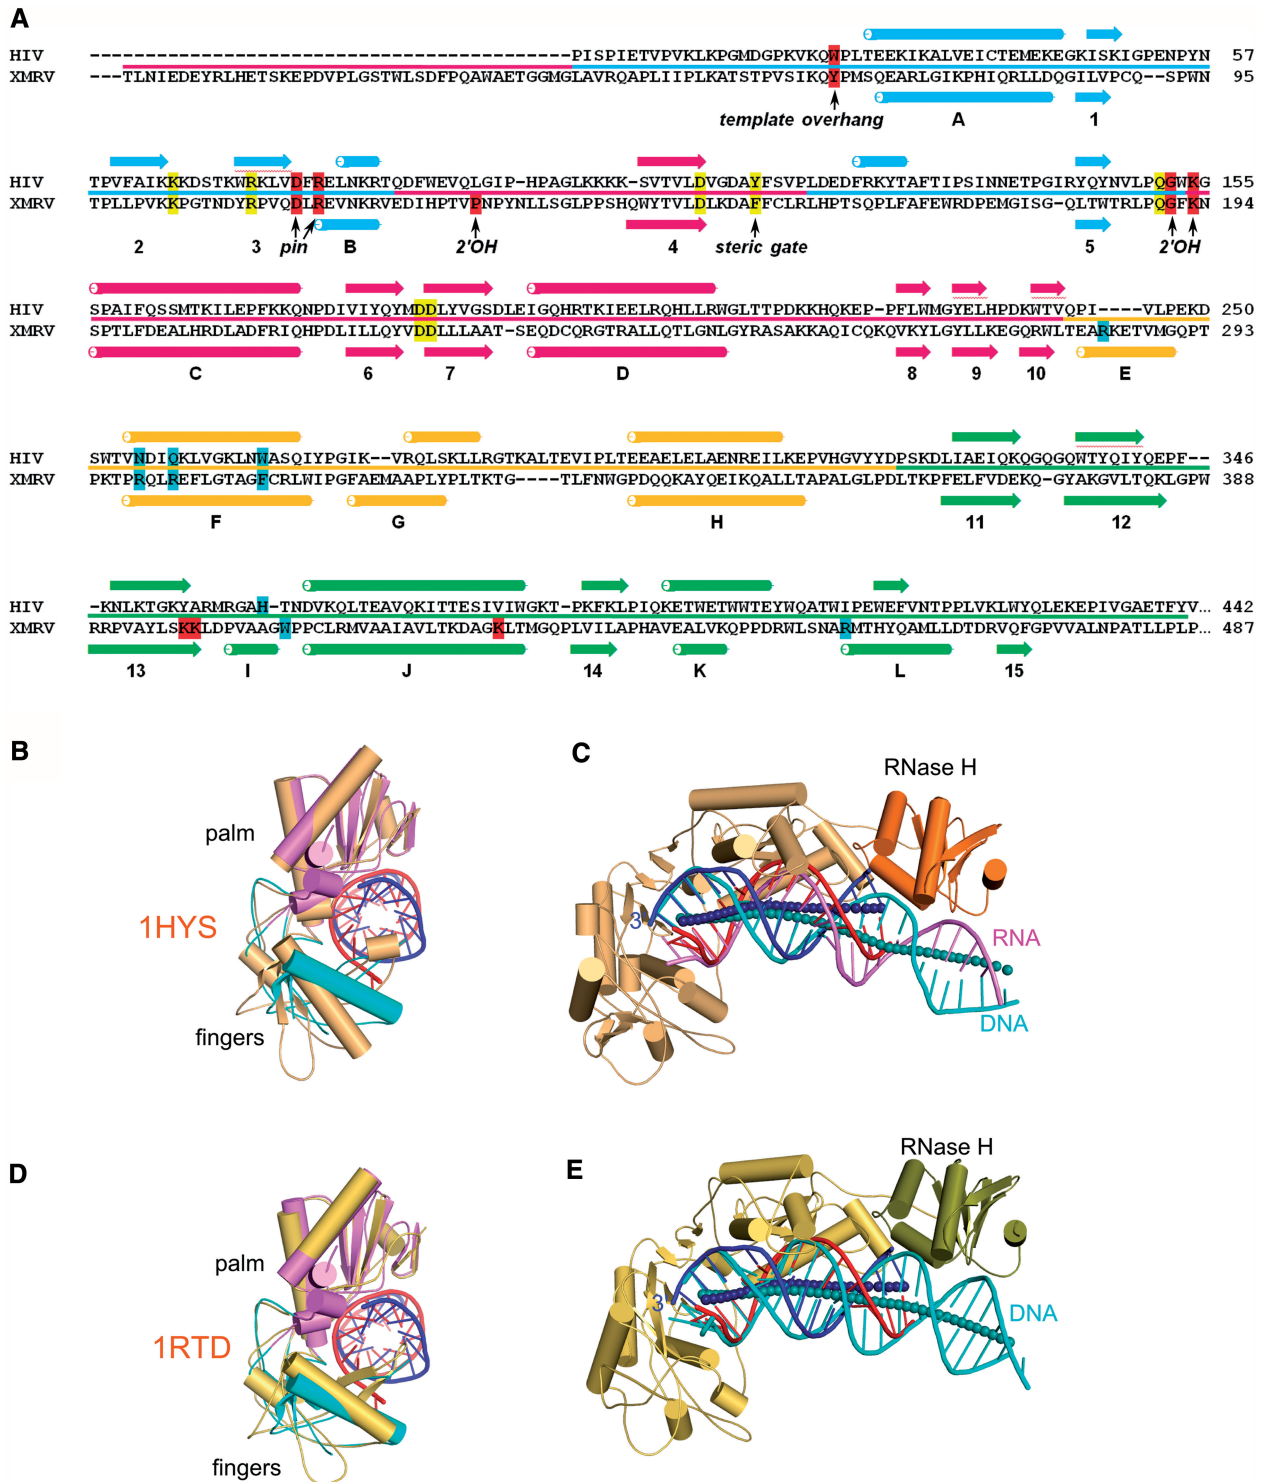 A
HIV -------------------------------------------PISPIETVPVKLKPGMDGPKVKQWPLTEEKIKALVEICTEMEKEGKISKIGPENPYN 57
XMRV ---TLNIEDEYRLHETSKEPDVPLGSTWLSDFPQAWAETGGMGLAVRQAPLIIPLKATSTPVSIKQYPMSQEARLGIKPHIQRLLDQGILVPCQ--SPWN 95
template overhang A 1
HIV TPVFAIKKKDSTKWRKLVDFRELNKRTQDFWEVQLGIP-HPAGLKKKK-SVTVLDVGDAYFSVPLDEDFRKYTAFTIPSINNETPGIRYQYNVLPQGWKG 155
XMRV TPLLPVKKPGTNDYRPVQDLREVNKRVEDIHPTVPNPYNLLSGLPPSHQWYTVLDLKDAFFCLRLHPTSQPLFAFEWRDPEMGISG-QLTWTRLPQGFKN 194
2 3 pin B 2'OH 4 steric gate 5 2'OH
HIV SPAIFQSSMTKILEPFKKQNPDIVIYQYMDDLYVGSDLEIGQHRTKIEELRQHLLRWGLTTPDKKHQKEP-PFLWMGYELHPDKWTVQPI----VLPEKD 250
XMRV SPTLFDEALHRDLADFRIQHPDLILLQYVDDLLLAAT-SEQDCQRGTRALLQTLGNLGYRASAKKAQICQKQVKYLGYLLKEGQRWLTEARKETVMGQPT 293
C 6 7 D 8 9 10 E
HIV SWTVNDIQKLVGKLNWASQIYPGIK--VRQLSKLLRGTKALTEVIPLTEEAELELAENREILKEPVHGVYYDPSKDLIAEIQKQGQGQWTYQIYQEPF-- 346
XMRV PKTPRQLREFLGTAGFCRLWIPGFAEMAAPLYPLTKTG----TLFNWGPDQQKAYQEIKQALLTAPALGLPDLTKPFELFVDEKQ-GYAKGVLTQKLGPW 388
F G H 11 12
HIV -KNLKTGKYARMRGAH-TNDVKQLTEAVQKITTESIVIWGKT-PKFKLPIQKETWETWWTEYWQATWIPEWEFVNTPPLVKLWYQLEKEPIVGAETFYV... 442
XMRV RRPVAYLSKKLDPVAAGWPPCLRMVAAIAVLTKDAGKLTMGQPLVILAPHAVEALVKQPPDRWLSNARMTHYQAMLLDTDRVQFGPVVALNPATLLPLP... 487
13 I J 14 K L 15
B
palm
1HYS
fingers
C
RNase H
3'
RNA
DNA
D
palm
1RTD
fingers
E
RNase H
3'
DNA